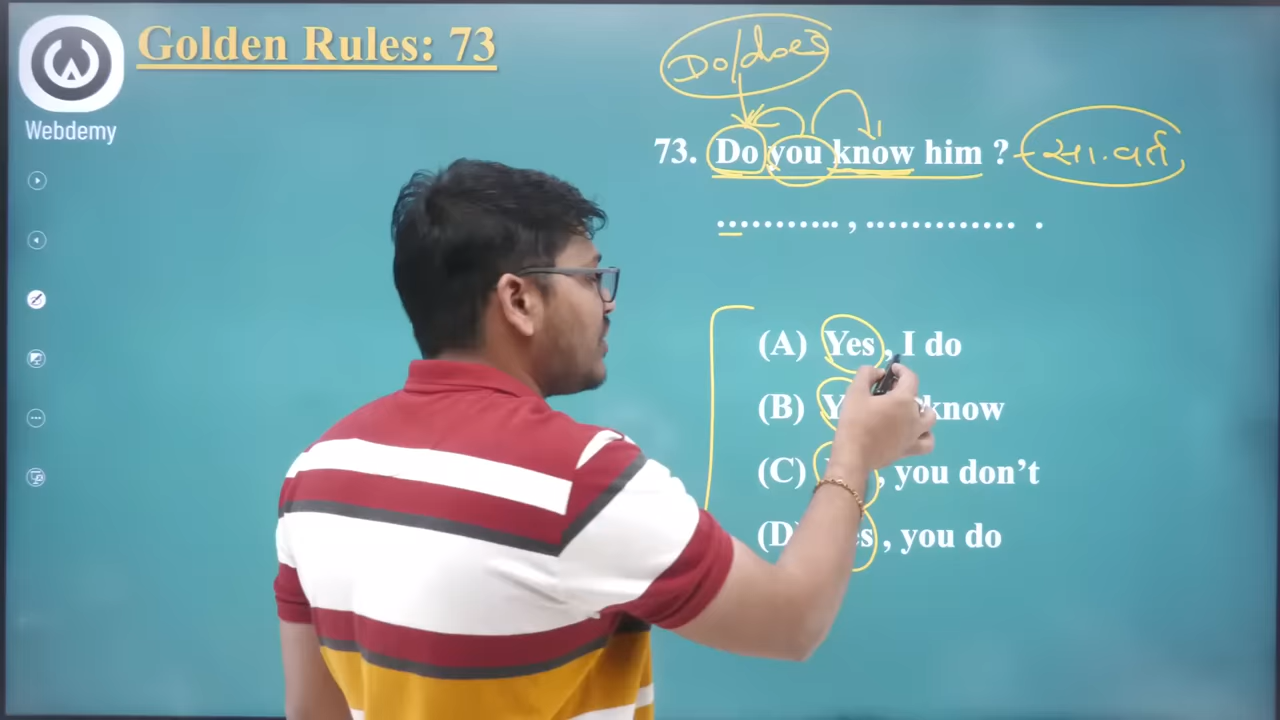 Golden Rules: 73
Webdemy
Do/does
73. Do you know him ? - सा. वर्त.
……….. , …………. .
(A) Yes , I do
(B) know
(C) , you don’t
(D) es , you do